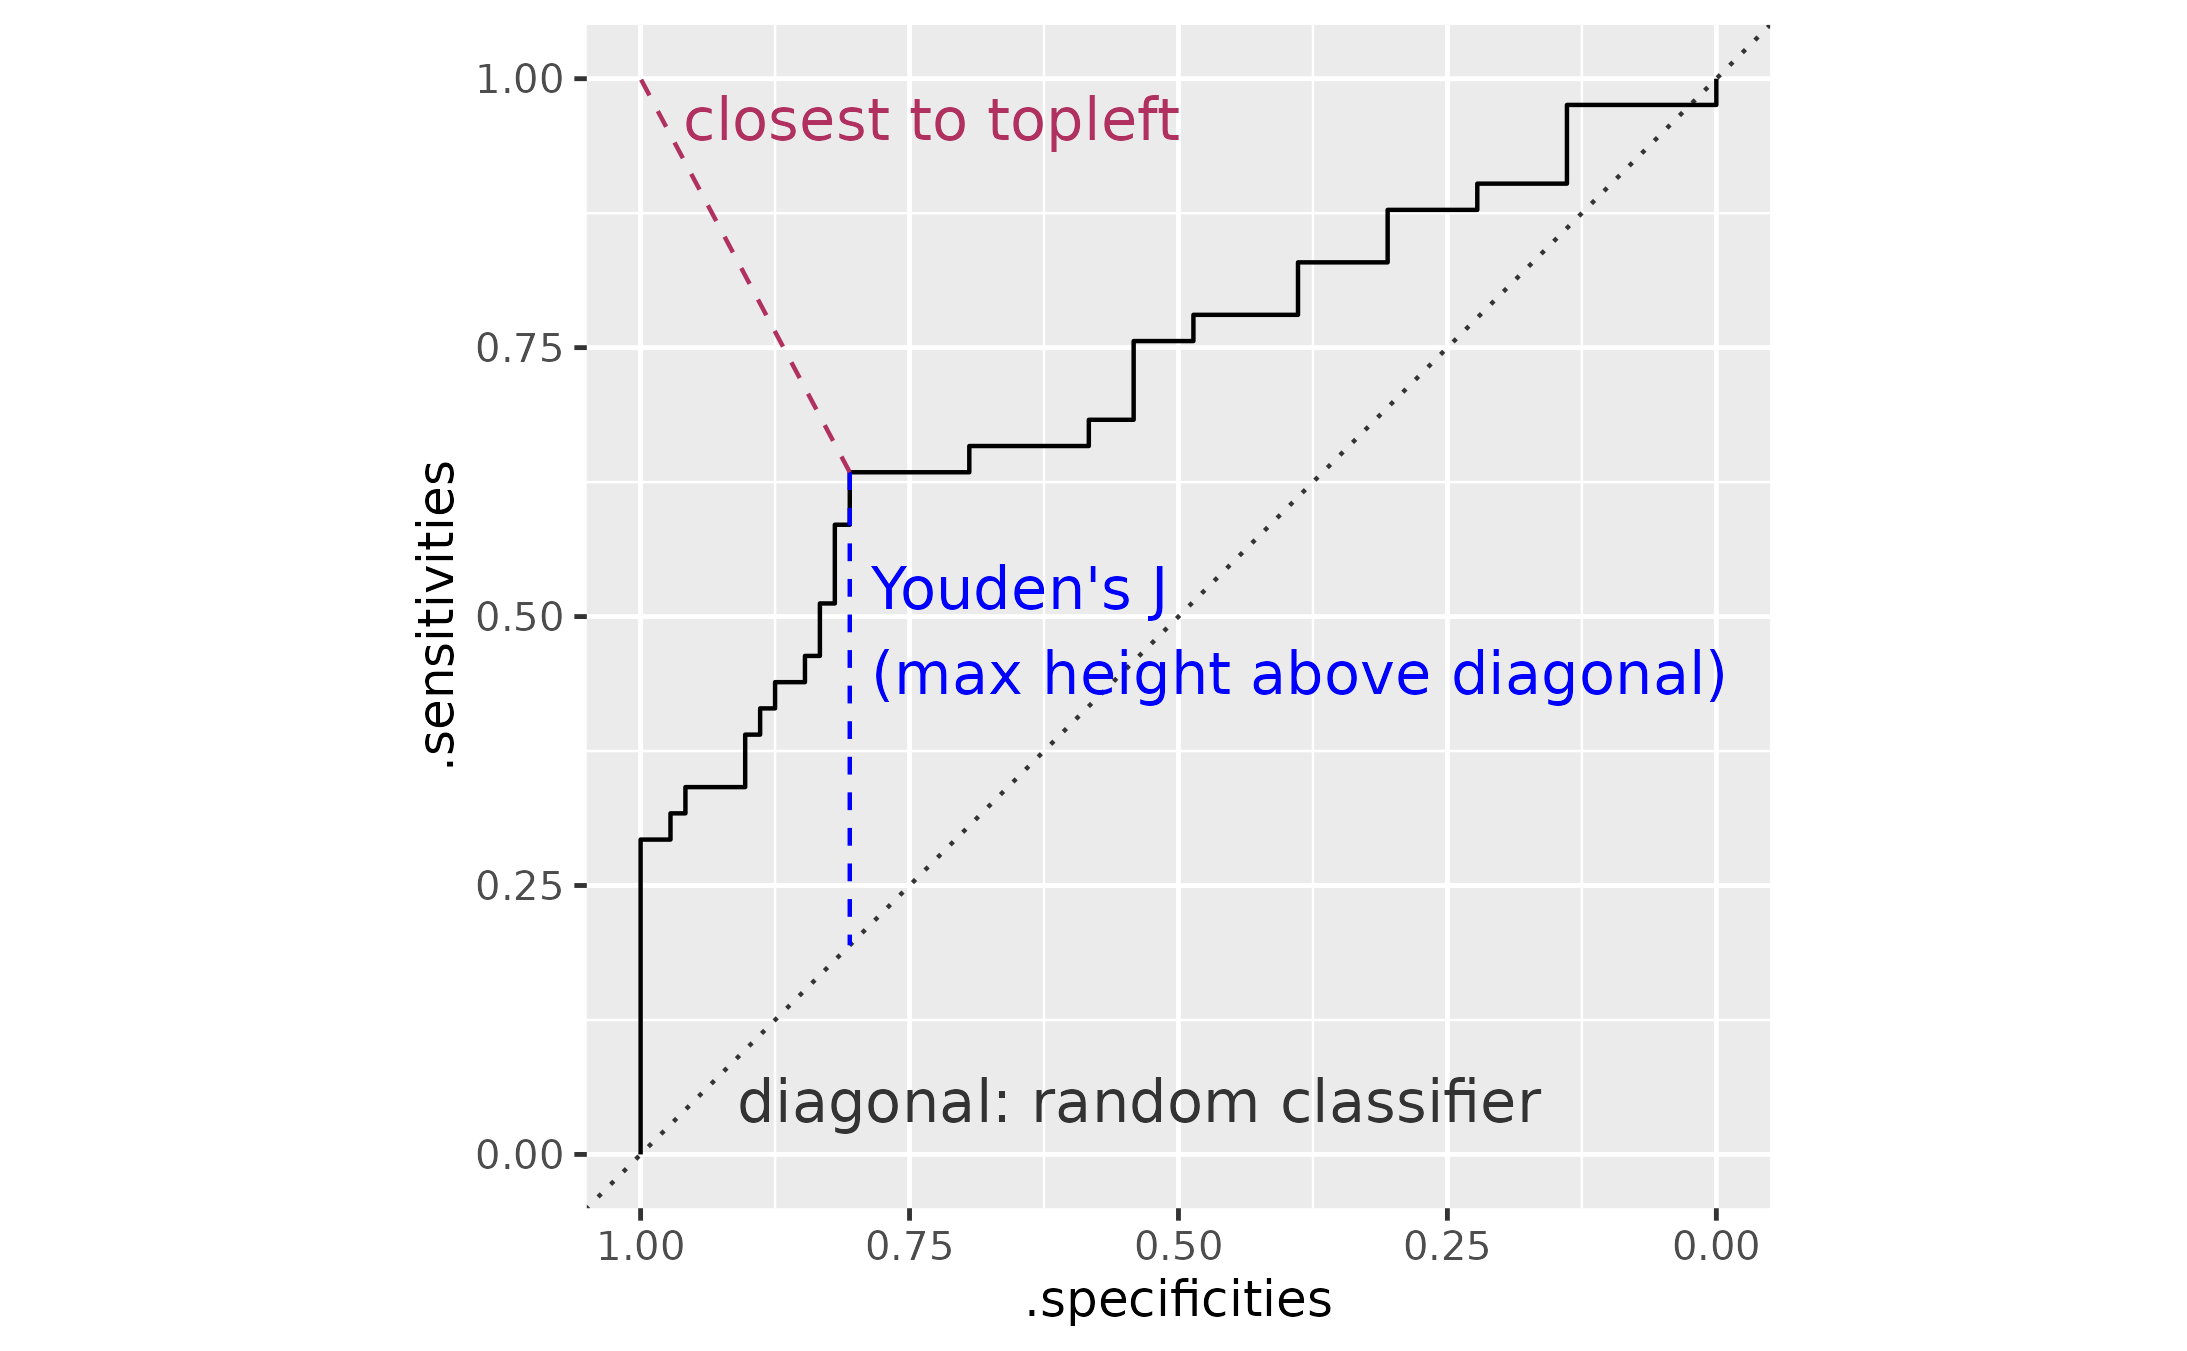 1.00
closest to topleft
0.75
.sensitivities
Youden's J
0.50
(max height above diagonal)
0.25
diagonal: random classifier
0.00
1.00 0.75 0.50 0.25 0.00
.specificities